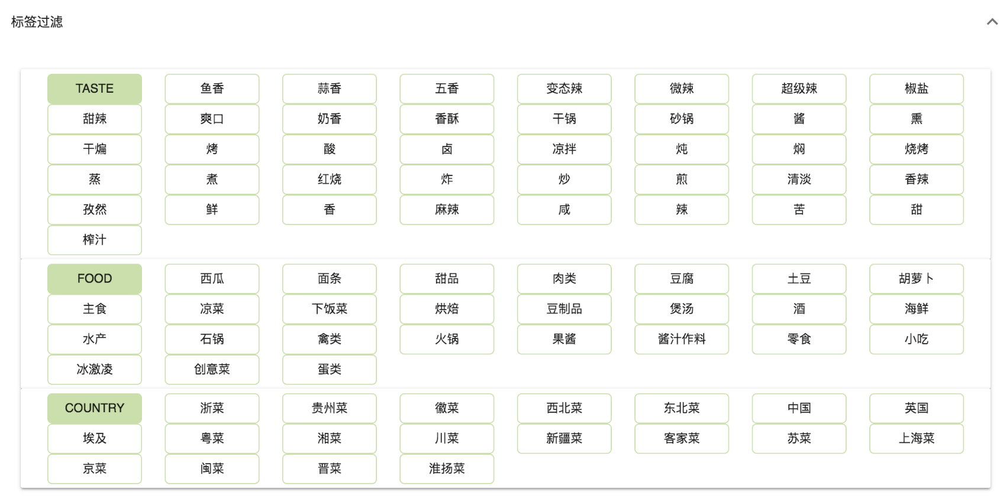 标签过滤
TASTE 鱼香 蒜香 五香 变态辣 微辣 超级辣 椒盐
甜辣 爽口 奶香 香酥 干锅 砂锅 酱 熏
干煸 烤 酸 卤 凉拌 炖 焖 烧烤
蒸 煮 红烧 炸 炒 煎 清淡 香辣
孜然 鲜 香 麻辣 咸 辣 苦 甜
榨汁
FOOD 西瓜 面条 甜品 肉类 豆腐 土豆 胡萝卜
主食 凉菜 下饭菜 烘焙 豆制品 煲汤 酒 海鲜
水产 石锅 禽类 火锅 果酱 酱汁作料 零食 小吃
冰激凌 创意菜 蛋类
COUNTRY 浙菜 贵州菜 徽菜 西北菜 东北菜 中国 英国
埃及 粤菜 湘菜 川菜 新疆菜 客家菜 苏菜 上海菜
京菜 闽菜 晋菜 淮扬菜